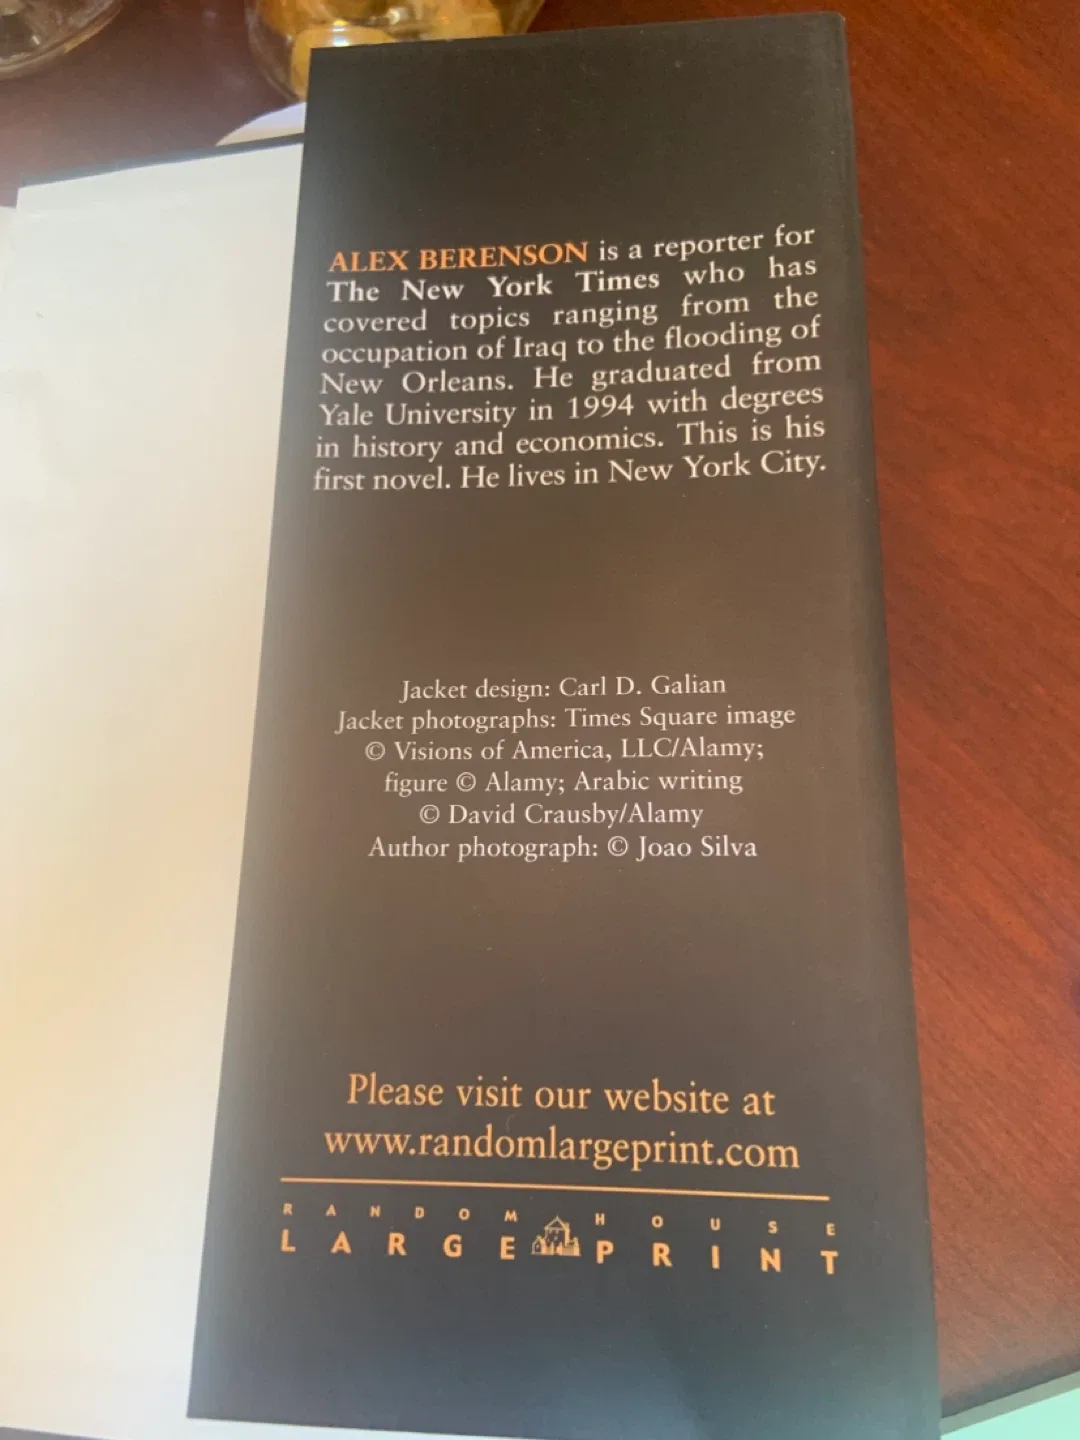 ALEX BERENSON is a reporter for
The New York Times who has
covered topics ranging from the
occupation of Iraq to the flooding of
New Orleans. He graduated from
Yale University in 1994 with degrees
in history and economics. This is his
first novel. He lives in New York City.
Jacket design: Carl D. Galian
Jacket photographs: Times Square image
© Visions of America, LLC/Alamy;
figure © Alamy; Arabic writing
© David Crausby/Alamy
Author photograph: © Joao Silva
Please visit our website at
www.randomlargeprint.com
RANDOM HOUSE
LARGE PRINT